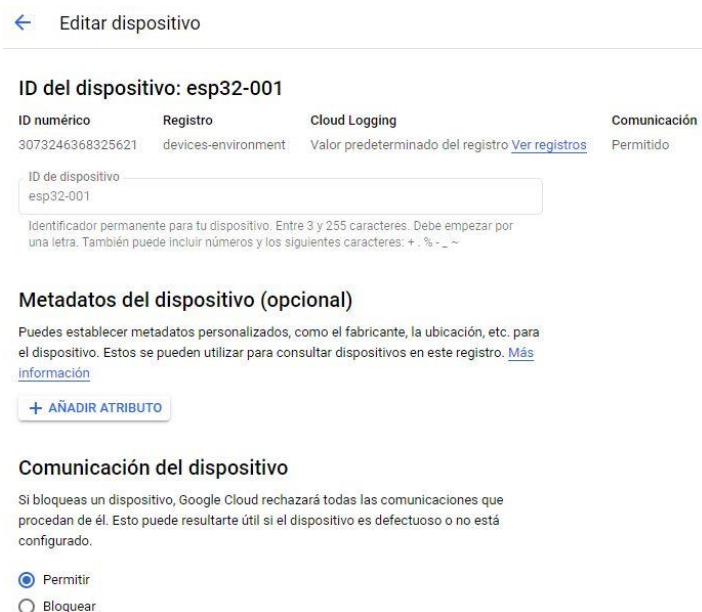 Editar dispositivo
ID del dispositivo: esp32-001
ID numérico Registro Cloud Logging Comunicación
3073246368325621 devices-environment Valor predeterminado del registro Ver registros Permitido
ID de dispositivo
esp32-001
Identificador permanente para tu dispositivo. Entre 3 y 255 caracteres. Debe empezar por
una letra. También puede incluir números y los siguientes caracteres: + . % - _ ~
Metadatos del dispositivo (opcional)
Puedes establecer metadatos personalizados, como el fabricante, la ubicación, etc. para
el dispositivo. Estos se pueden utilizar para consultar dispositivos en este registro. Más
información
+ AÑADIR ATRIBUTO
Comunicación del dispositivo
Si bloqueas un dispositivo, Google Cloud rechazará todas las comunicaciones que
procedan de él. Esto puede resultarte útil si el dispositivo es defectuoso o no está
configurado.
Permitir
Bloquear